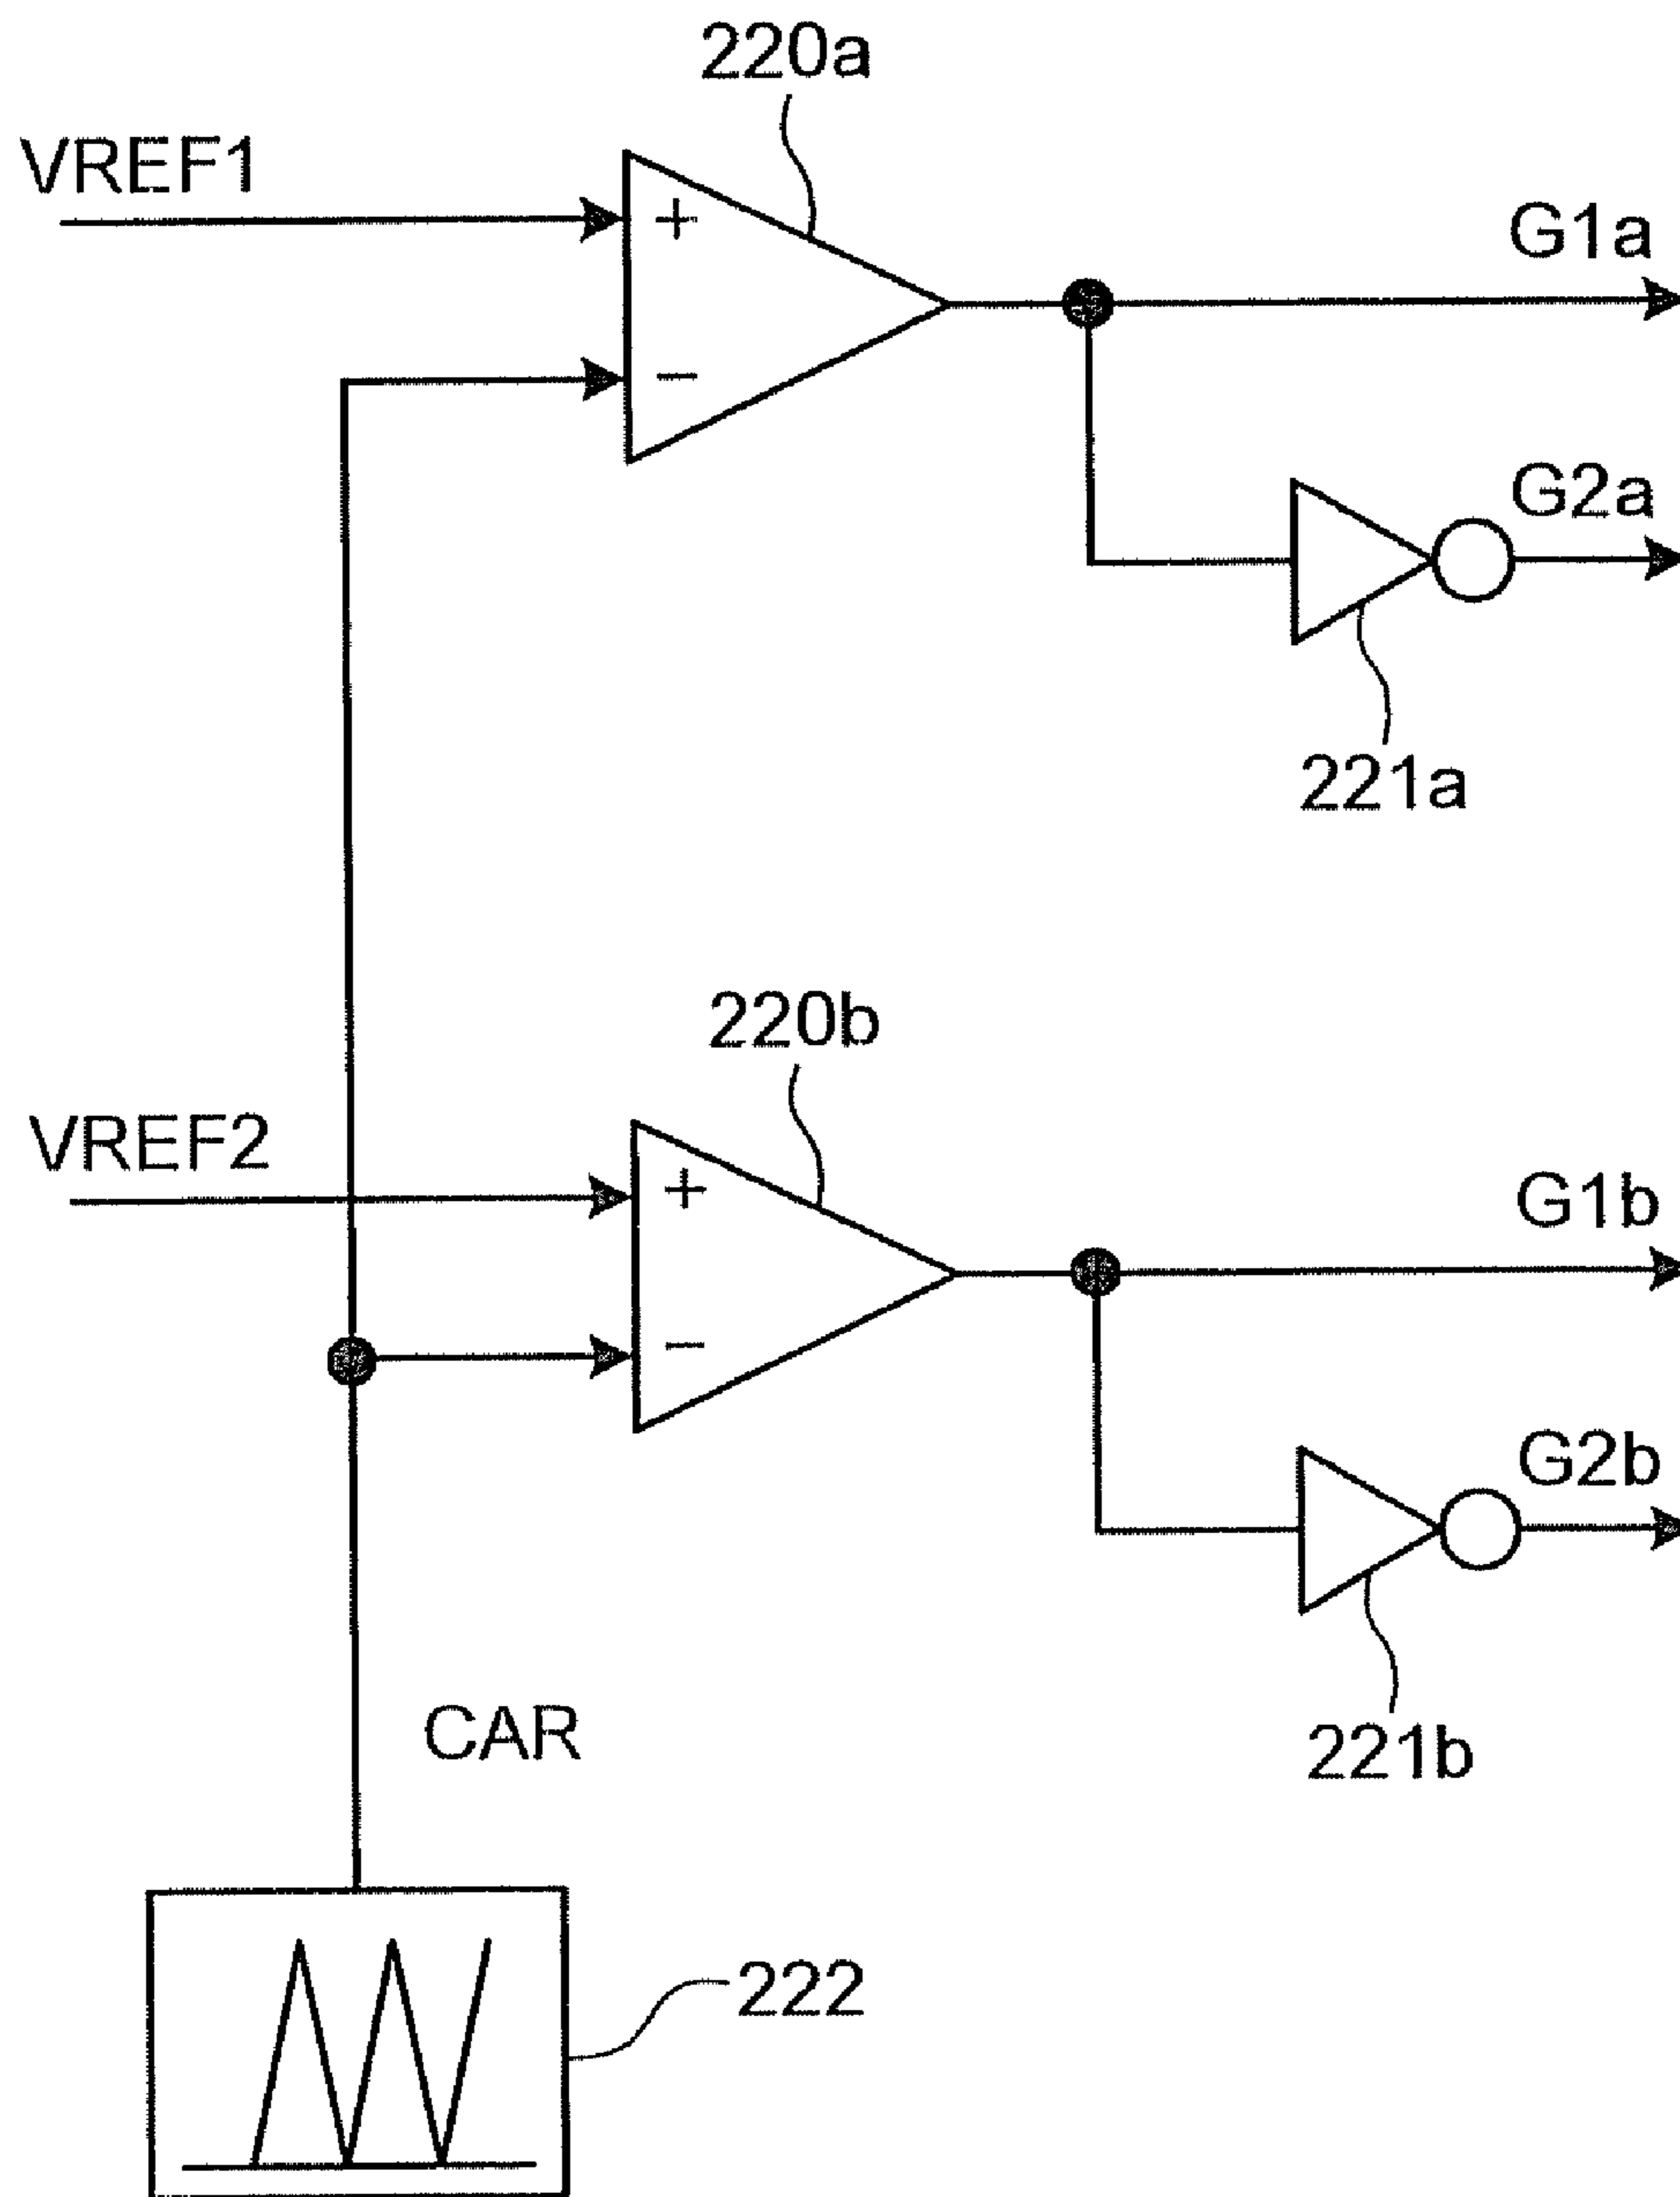 220a
VREF1
+
G1a
−
G2a
221a
220b
VREF2
+
G1b
−
G2b
CAR
221b
222